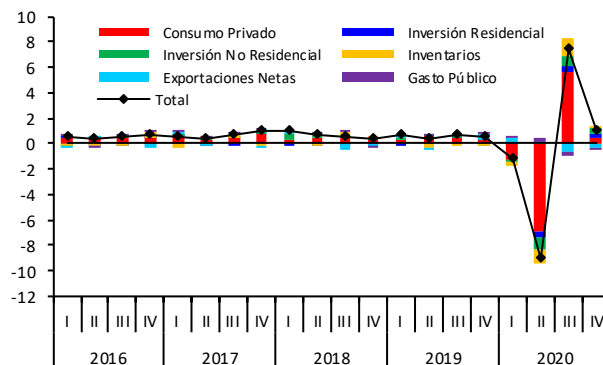 10
8
6
4
2
0
-2
-4
-6
-8
-10
-12
Consumo Privado
Inversión Residencial
Inversión No Residencial
Inventarios
Exportaciones Netas
Gasto Público
Total
I II III IV I II III IV I II III IV I II III IV I II III IV
2016 2017 2018 2019 2020